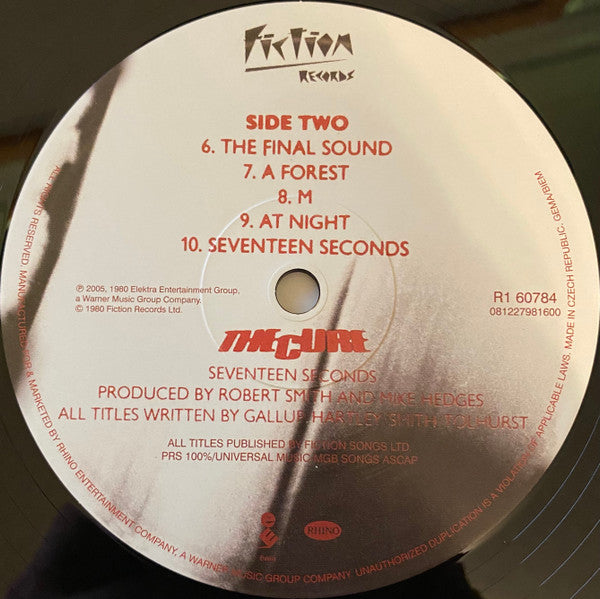 Fiction
RECORDS
SIDE TWO
6. THE FINAL SOUND
7. A FOREST
8. M
9. AT NIGHT
10. SEVENTEEN SECONDS
℗ 2005, 1980 Elektra Entertainment Group,
a Warner Music Group Company.
© 1980 Fiction Records Ltd.
R1 60784
081227981600
THE CURE
SEVENTEEN SECONDS
PRODUCED BY ROBERT SMITH AND MIKE HEDGES
ALL TITLES WRITTEN BY GALLUP/HARTLEY/SMITH/TOLHURST
ALL TITLES PUBLISHED BY FICTION SONGS LTD
PRS 100%/UNIVERSAL MUSIC MGB SONGS ASCAP
RHINO
ALL RIGHTS RESERVED. MANUFACTURED FOR & MARKETED BY RHINO ENTERTAINMENT COMPANY, A WARNER MUSIC GROUP COMPANY. UNAUTHORIZED DUPLICATION IS A VIOLATION OF APPLICABLE LAWS. MADE IN CZECH REPUBLIC. GEMA/BIEM